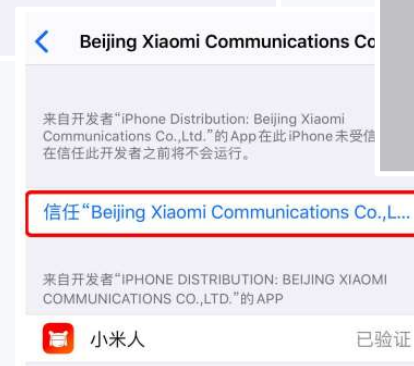 Beijing Xiaomi Communications Co
来自开发者“iPhone Distribution: Beijing Xiaomi
Communications Co.,Ltd.”的App在此iPhone未受信
在信任此开发者之前将不会运行。
信任“Beijing Xiaomi Communications Co.,L...
来自开发者“IPHONE DISTRIBUTION: BEIJING XIAOMI
COMMUNICATIONS CO.,LTD.”的 APP
小米人 已验证